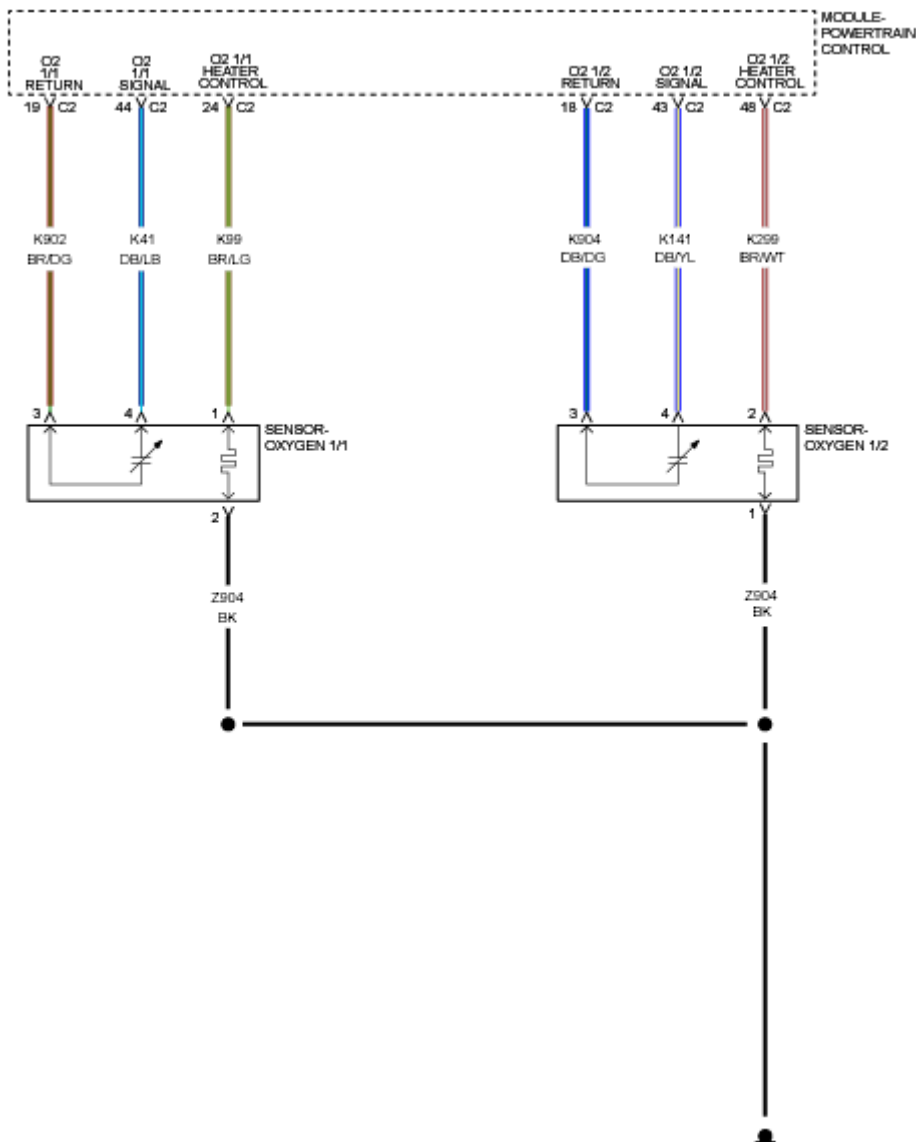 MODULE-
POWERTRAIN
CONTROL
O2
1/1
RETURN
O2
1/1
SIGNAL
O2 1/1
HEATER
CONTROL
O2 1/2
RETURN
O2 1/2
SIGNAL
O2 1/2
HEATER
CONTROL
19 C2
44 C2
24 C2
18 C2
43 C2
48 C2
K902
BR/DG
K41
DB/LB
K99
BR/LG
K904
DB/DG
K141
DB/YL
K299
BR/WT
3
4
1
SENSOR-
OXYGEN 1/1
3
4
2
SENSOR-
OXYGEN 1/2
2
1
Z904
BK
Z904
BK